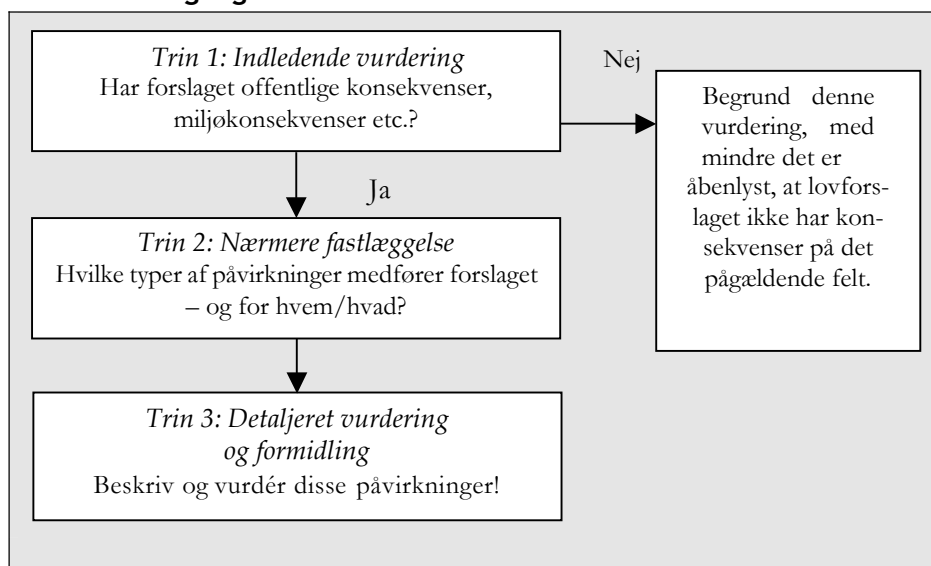 Trin 1: Indledende vurdering
Har forslaget offentlige konsekvenser,
miljøkonsekvenser etc.?
Nej
Begrund denne
vurdering, med
mindre det er
åbenlyst, at lovfors-
laget ikke har kon-
sekvenser på det
pågældende felt.
Ja
Trin 2: Nærmere fastlæggelse
Hvilke typer af påvirkninger medfører forslaget
– og for hvem/hvad?
Trin 3: Detaljeret vurdering
og formidling
Beskriv og vurdér disse påvirkninger!